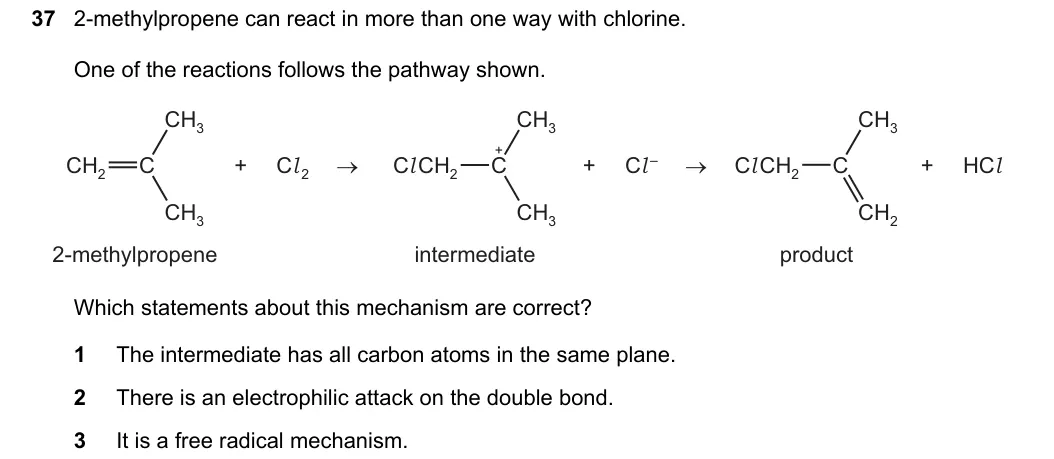 37 2-methylpropene can react in more than one way with chlorine.
One of the reactions follows the pathway shown.
CH3 CH3 CH3
CH2 C + Cl2 → ClCH2 C+ + Cl– → ClCH2 C + HCl
CH3 CH3 CH2
2-methylpropene intermediate product
Which statements about this mechanism are correct?
1 The intermediate has all carbon atoms in the same plane.
2 There is an electrophilic attack on the double bond.
3 It is a free radical mechanism.